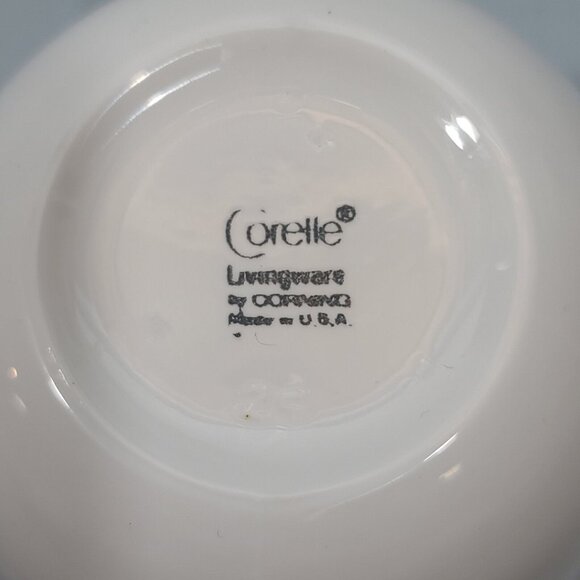 Corelle®
Livingware
by CORNING
Made in U.S.A.